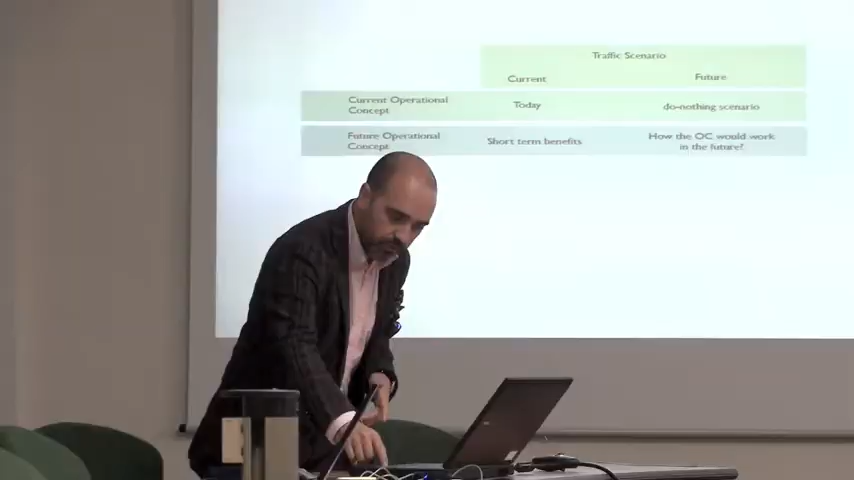 Traffic Scenario
Current Future
Current Operational
Concept
Today
do-nothing scenario
Future Operational
Concept
Short term benefits
How the OC would work
in the future?